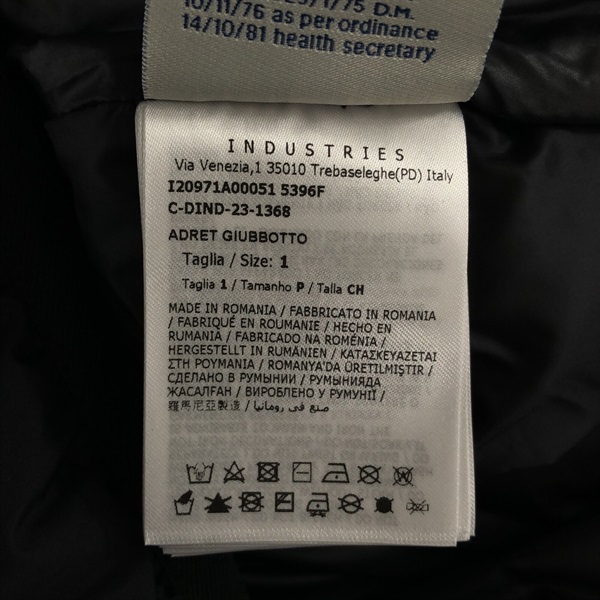 /1/75 D.M.
10/11/76 as per ordinance
14/10/81 health secretary
INDUSTRIES
Via Venezia,1 35010 Trebaseleghe(PD) Italy
I20971A00051 5396F
C-DIND-23-1368
ADRET GIUBBOTTO
Taglia / Size: 1
Taglia 1 / Tamanho P / Talla CH
MADE IN ROMANIA / FABBRICATO IN ROMANIA
/ FABRIQUÉ EN ROUMANIE / HECHO EN
RUMANIA / FABRICADO NA ROMÉNIA /
HERGESTELLT IN RUMÄNIEN / ΚΑΤΑΣΚΕΥΑΖΕΤΑΙ
ΣΤΗ ΡΟΥΜΑΝΙΑ / ROMANYA'DA ÜRETILMIŞTIR /
СДЕЛАНО В РУМЫНИИ / РУМЫНИЯДА
ЖАСАЛҒАН / ВИРОБЛЕНО У РУМУНІЇ /
羅馬尼亞製造 / صنع في رومانيا /